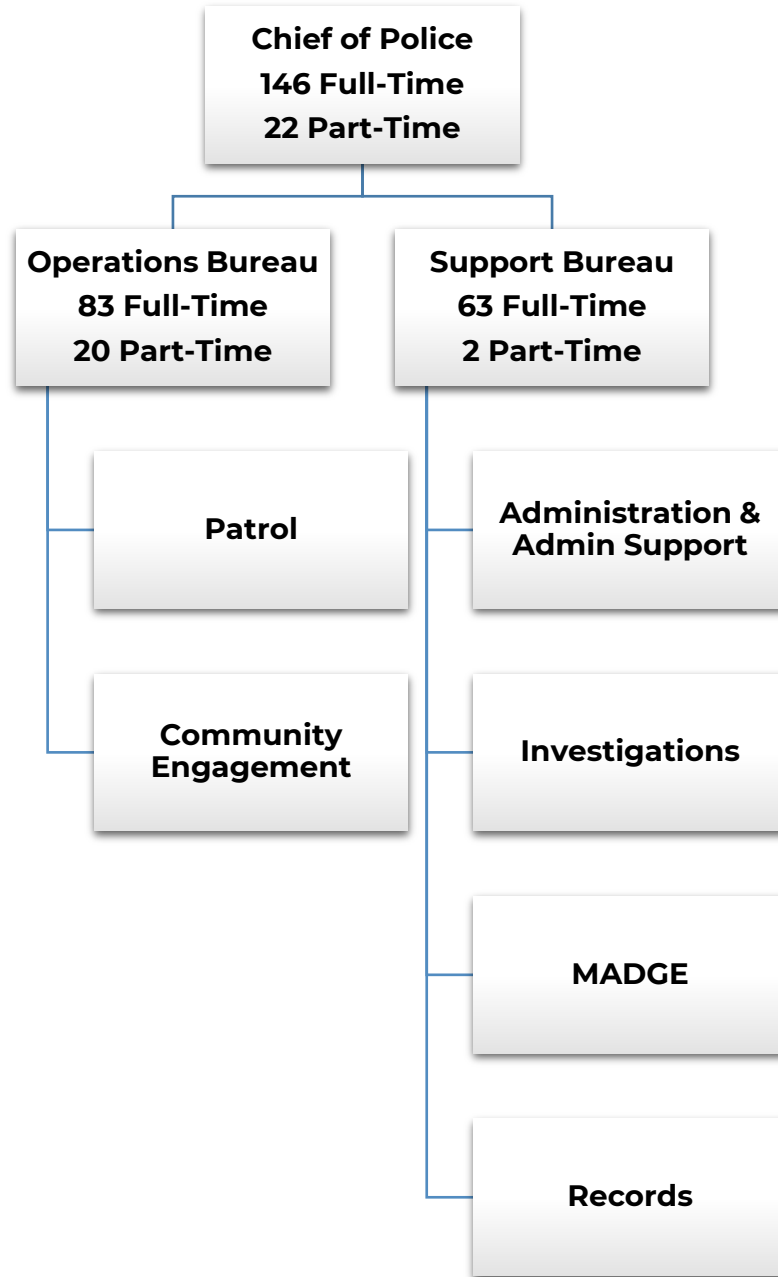 Chief of Police
146 Full-Time
22 Part-Time
Operations Bureau
83 Full-Time
20 Part-Time
Support Bureau
63 Full-Time
2 Part-Time
Patrol
Community
Engagement
Administration &
Admin Support
Investigations
MADGE
Records